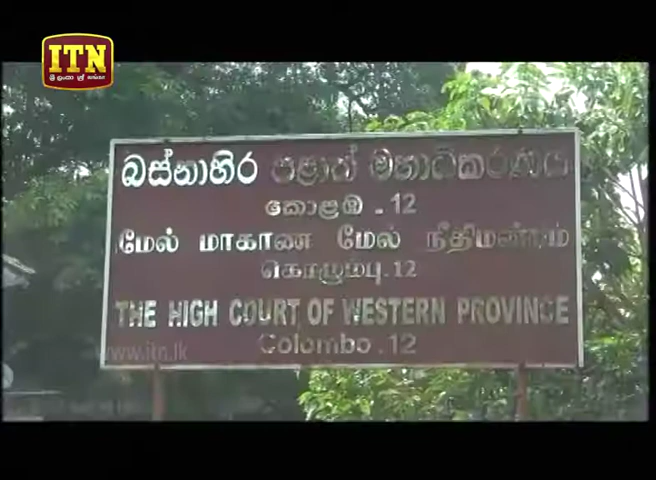 ITN
බස්නාහිර පළාත් මහාධිකරණය
කොළඹ - 12
மேல் மாகாண மேல் நீதிமன்றம்
கொழும்பு - 12
THE HIGH COURT OF WESTERN PROVINCE
Colombo - 12
www.itn.lk